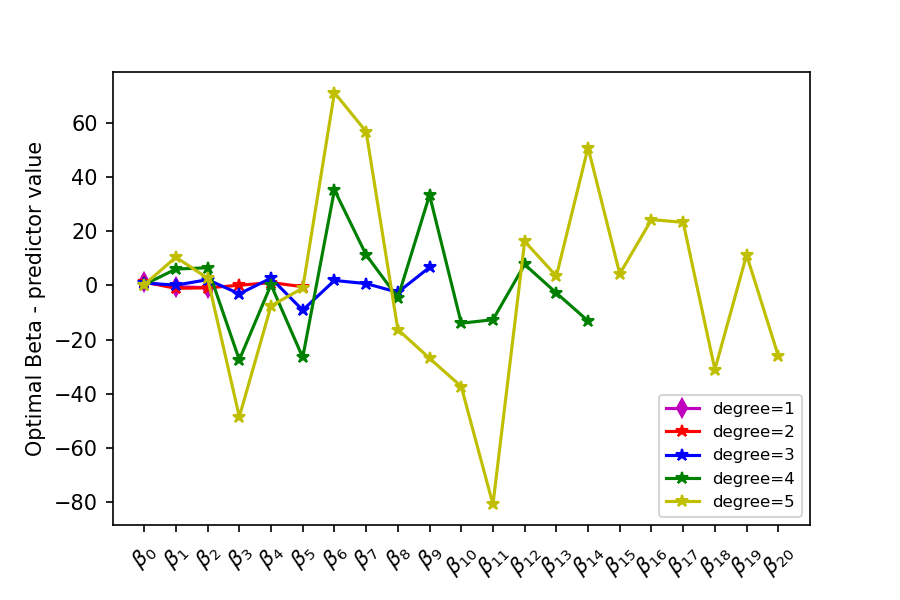 Optimal Beta - predictor value
60
40
20
0
−20
−40
−60
−80
degree=1
degree=2
degree=3
degree=4
degree=5
β₀ β₁ β₂ β₃ β₄ β₅ β₆ β₇ β₈ β₉ β₁₀ β₁₁ β₁₂ β₁₃ β₁₄ β₁₅ β₁₆ β₁₇ β₁₈ β₁₉ β₂₀